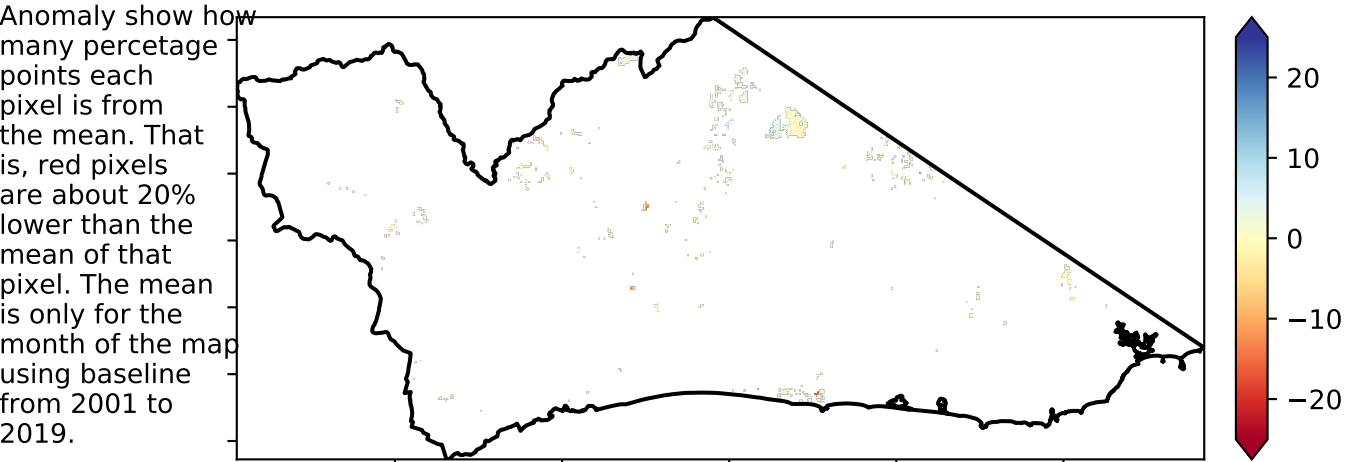 Anomaly show how
many percetage
points each
pixel is from
the mean. That
is, red pixels
are about 20%
lower than the
mean of that
pixel. The mean
is only for the
month of the map
using baseline
from 2001 to
2019.
20
10
0
−10
−20